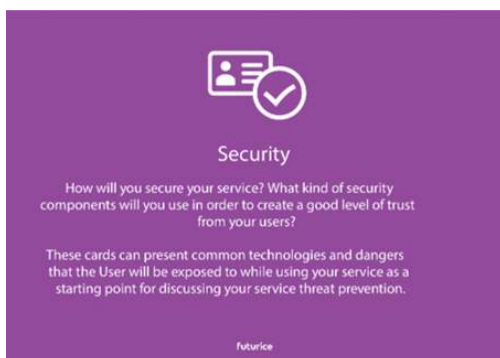 Security
How will you secure your service? What kind of security
components will you use in order to create a good level of trust
from your users?
These cards can present common technologies and dangers
that the User will be exposed to while using your service as a
starting point for discussing your service threat prevention.
futurice